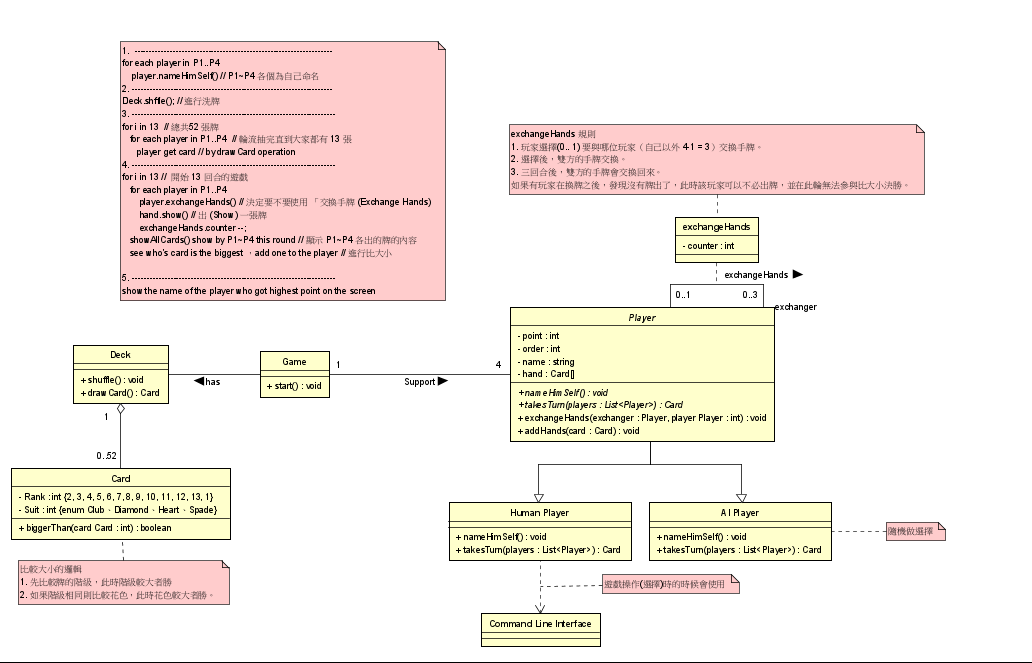 1. ------------------------------------------------------------
for each player in P1..P4
player.nameHimSelf() // P1~P4 各個為自己命名
2. ------------------------------------------------------------
Deck.shffle(); // 進行洗牌
3. ------------------------------------------------------------
for i in 13 // 總共52 張牌
for each player in P1..P4 // 輪流抽完直到大家都有 13 張
player get card // by draw Card operation
4. ------------------------------------------------------------
for i in 13 // 開始 13 回合的遊戲
for each player in P1..P4
player.exchangeHands() // 決定要不要使用 「交換手牌 (Exchange Hands)
hand.show() // 出 (Show) 一張牌
exchangeHands.counter --;
showAllCards() show by P1~P4 this round // 顯示 P1~P4 各出的牌的內容
see who's card is the biggest ，add one to the player // 進行比大小
5. ------------------------------------------------------------
show the name of the player who got highest point on the screen
exchangeHands 規則
1. 玩家選擇(0..1) 要與哪位玩家（自己以外 4-1 = 3）交換手牌。
2. 選擇後，雙方的手牌交換。
3. 三回合後，雙方的手牌會交換回來。
如果有玩家在換牌之後，發現沒有牌出了，此時該玩家可以不必出牌，並在此輪無法參與比大小決勝。
exchangeHands
- counter : int
exchangeHands ▶
0..1 0..3
exchanger
Player
- point : int
- order : int
- name : string
- hand : Card[]
+nameHimSelf() : void
+takesTurn(players : List<Player>) : Card
+ exchangeHands(exchanger : Player, player Player : int) : void
+ addHands(card : Card) : void
Deck
+ shuffle() : void
+ drawCard() : Card
◀ has
Game
+ start() : void
1
Support ▶
4
1
0..52
Card
- Rank : int {2, 3, 4, 5, 6, 7, 8, 9, 10, 11, 12, 13, 1}
- Suit : int {enum Club、Diamond、Heart、Spade}
+ biggerThan(card Card : int) : boolean
比較大小的邏輯
1. 先比較牌的階級，此時階級較大者勝
2. 如果階級相同則比較花色，此時花色較大者勝。
Human Player
+ nameHimSelf() : void
+ takesTurn(players : List<Player>) : Card
AI Player
+ nameHimSelf() : void
+ takesTurn(players : List<Player>) : Card
隨機做選擇
遊戲操作(選擇)時的時候會使用
Command Line Interface